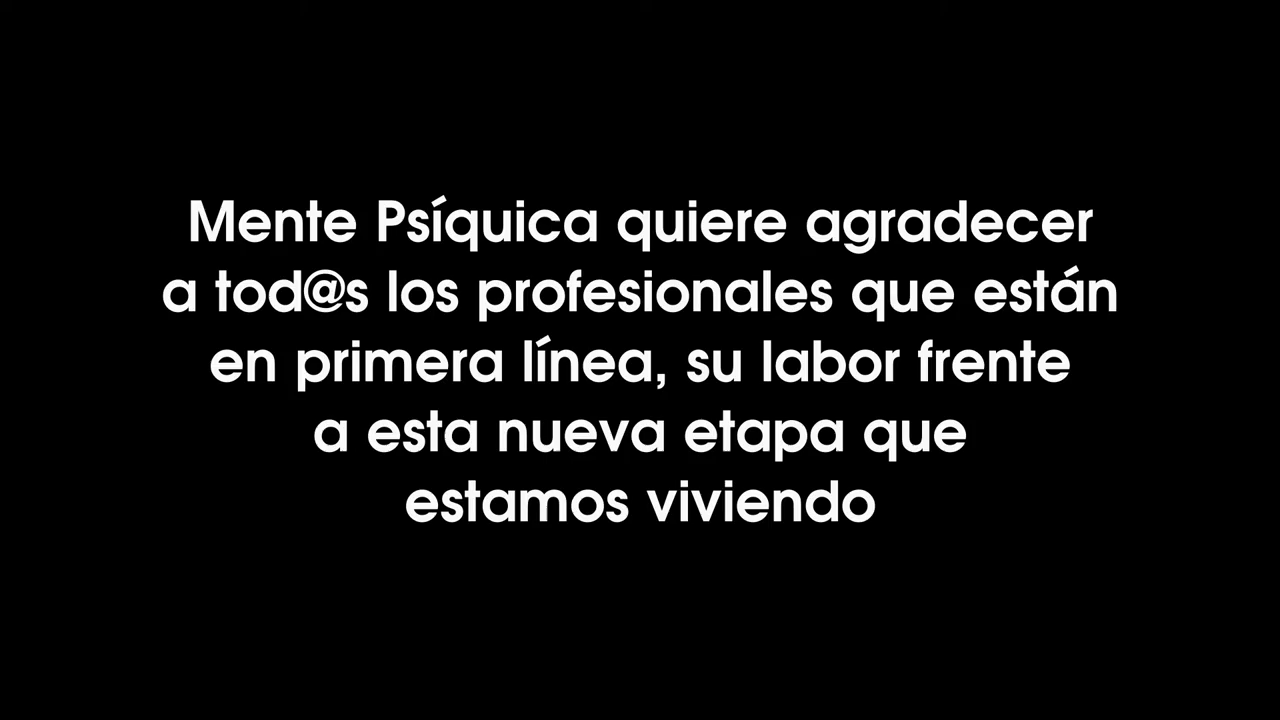 Mente Psíquica quiere agradecer
a tod@s los profesionales que están
en primera línea, su labor frente
a esta nueva etapa que
estamos viviendo